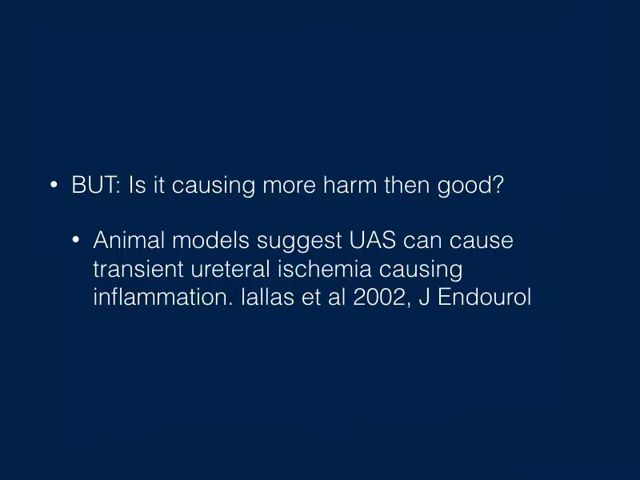 • BUT: Is it causing more harm then good?
• Animal models suggest UAS can cause
transient ureteral ischemia causing
inflammation. lallas et al 2002, J Endourol